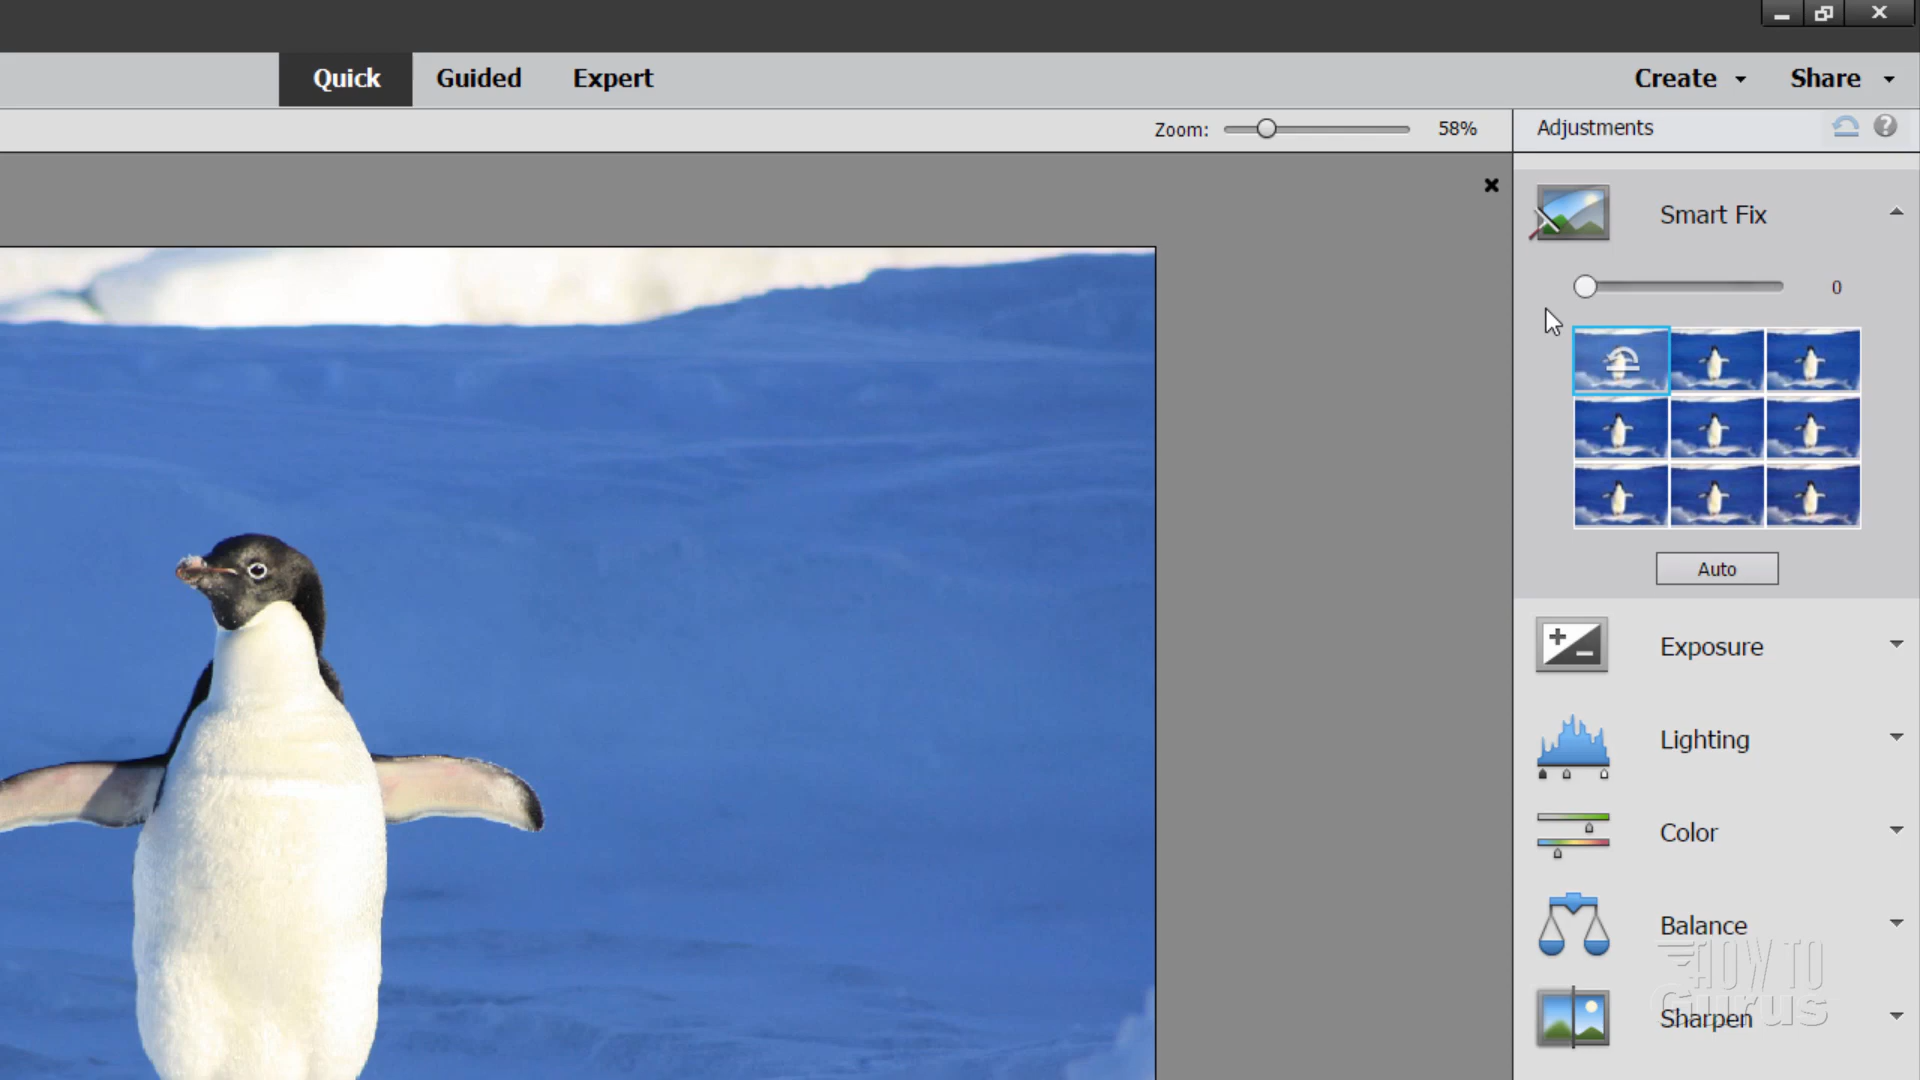 Quick Guided Expert Create Share
Zoom: 58% Adjustments
Smart Fix
0
Auto
Exposure
Lighting
Color
Balance
HOW TO
Gurus
Sharpen